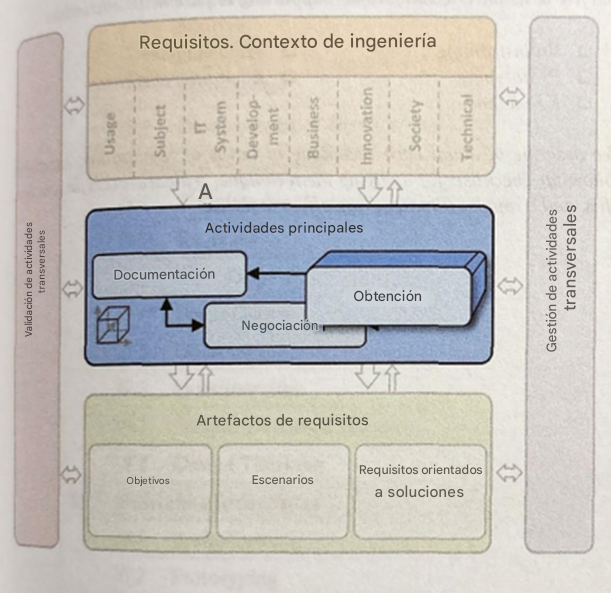 Requisitos. Contexto de ingeniería
Usage
Subject
IT
System
Develop-
ment
Business
Innovation
Society
Technical
A
Actividades principales
Documentación
Obtención
Negociación
Artefactos de requisitos
Objetivos
Escenarios
Requisitos orientados
a soluciones
Validación de actividades
transversales
Gestión de actividades
transversales